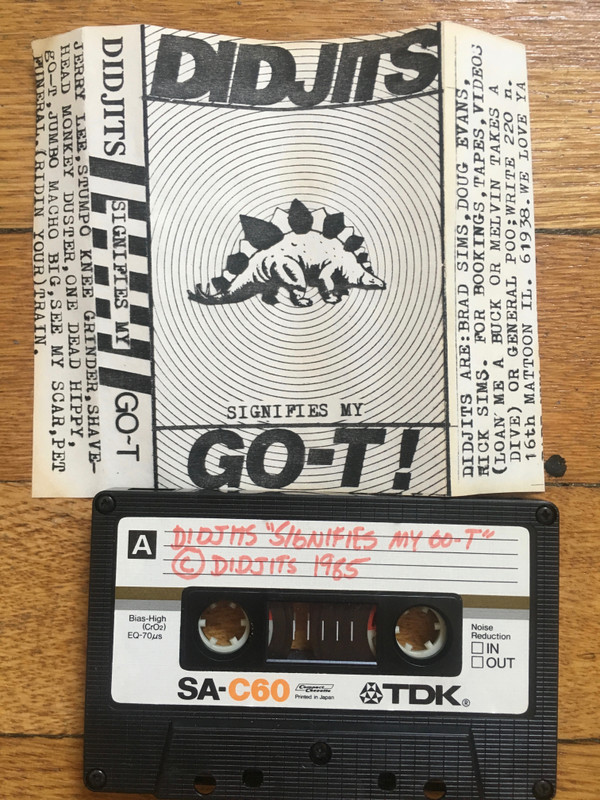 DIDJITS
SIGNIFIES MY
GO-T!
DIDJITS SIGNIFIES MY GO-T
JERRY LEE,STUMPO KNEE GRINDER,SHAVE-
HEAD MONKEY DUSTER,ONE DEAD HIPPY,
GO-T,JUMBO MACHO BIG,SEE MY SCAR,PET
FUNERAL,(RIDIN YOUR)TRAIN.
DIDJITS ARE:BRAD SIMS,DOUG EVANS,
RICK SIMS. FOR BOOKINGS,TAPES,VIDEOS
(LOAN ME A BUCK OR MELVIN TAKES A
DIVE) OR GENERAL POO;WRITE 220 n.
16th MATTOON IL. 61938.WE LOVE YA
A
DIDJITS "SIGNIFIES MY GO-T"
© DIDJITS 1985
Bias-High
(CrO2)
EQ-70µs
Noise
Reduction
IN
OUT
SA-C60
Compact Cassette
Printed in Japan
TDK®